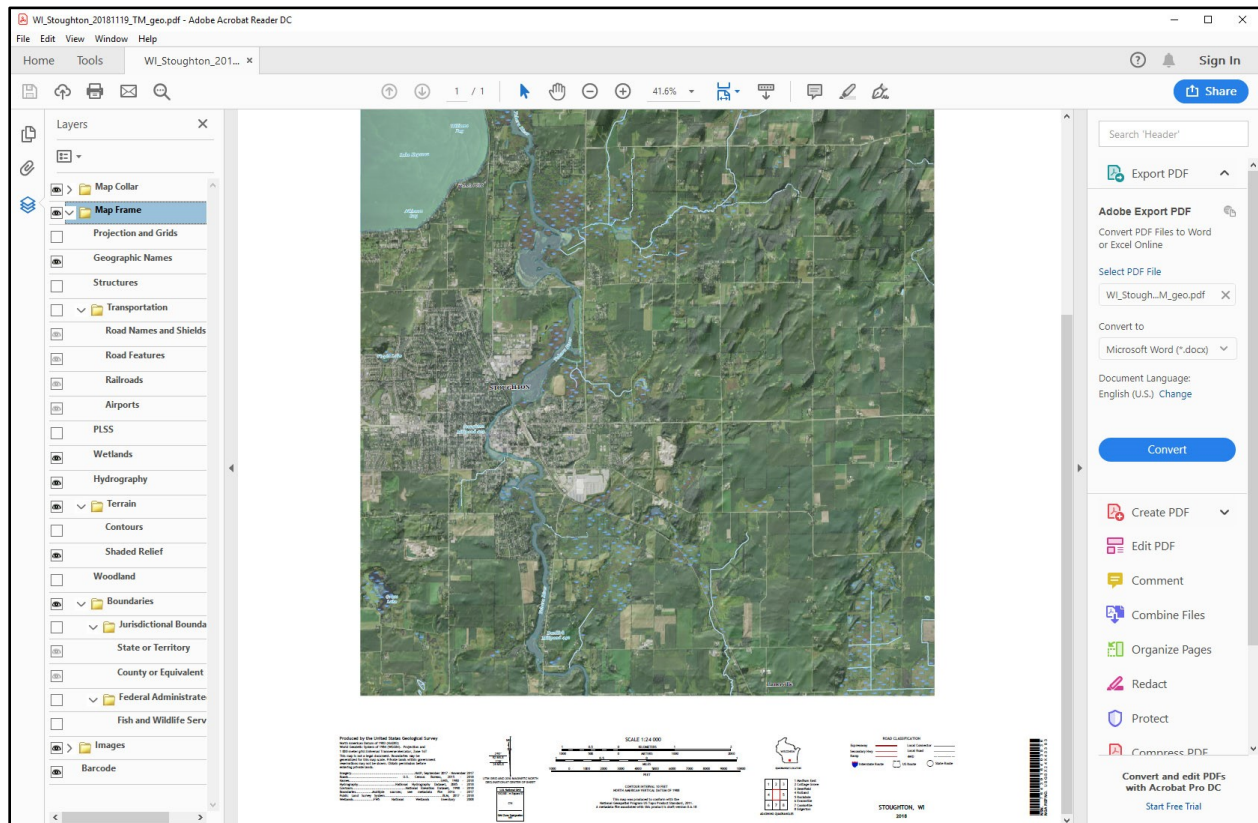 WI_Stoughton_20181119_TM_geo.pdf - Adobe Acrobat Reader DC
File Edit View Window Help
Home Tools WI_Stoughton_201... ×
Sign In
1 / 1
41.6%
Share
Layers
Map Collar
Map Frame
Projection and Grids
Geographic Names
Structures
Transportation
Road Names and Shields
Road Features
Railroads
Airports
PLSS
Wetlands
Hydrography
Terrain
Contours
Shaded Relief
Woodland
Boundaries
Jurisdictional Bounda
State or Territory
County or Equivalent
Federal Administrate
Fish and Wildlife Serv
Images
Barcode
STOUGHTON
Produced by the United States Geological Survey
SCALE 1:24 000
ROAD CLASSIFICATION
STOUGHTON, WI
2018
Search 'Header'
Export PDF
Adobe Export PDF
Convert PDF Files to Word
or Excel Online
Select PDF File
WI_Stough...M_geo.pdf
Convert to
Microsoft Word (*.docx)
Document Language:
English (U.S.) Change
Convert
Create PDF
Edit PDF
Comment
Combine Files
Organize Pages
Redact
Protect
Compress PDF
Convert and edit PDFs
with Acrobat Pro DC
Start Free Trial